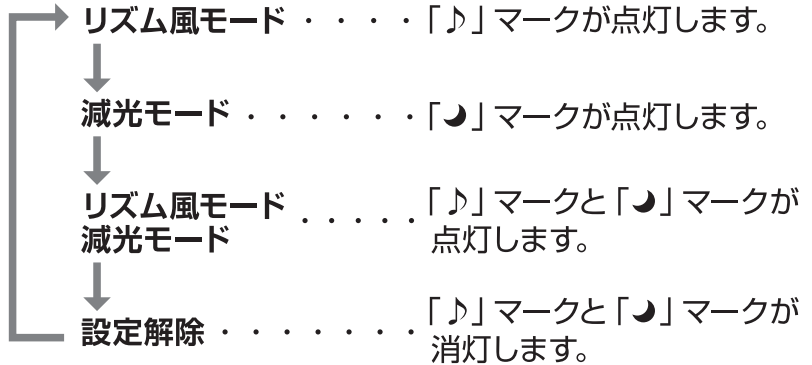 リズム風モード・・・・「♪」マークが点灯します。
減光モード・・・・・・「🌙」マークが点灯します。
リズム風モード
減光モード・・・・・「♪」マークと「🌙」マークが
点灯します。
設定解除・・・・・・・「♪」マークと「🌙」マークが
消灯します。